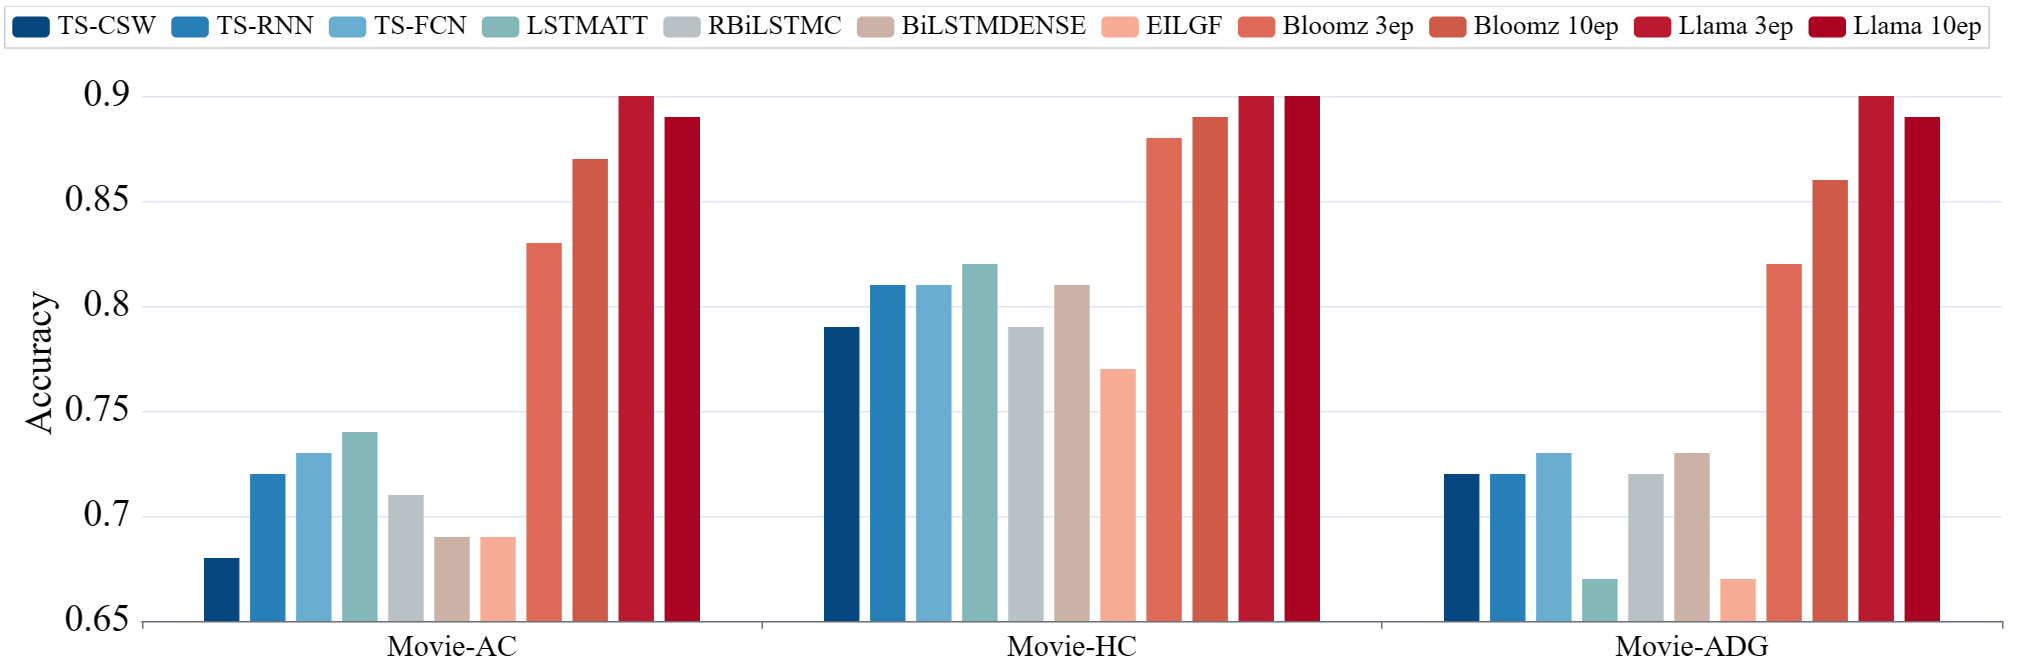 TS-CSW TS-RNN TS-FCN LSTMATT RBiLSTMC BiLSTMDENSE EILGF Bloomz 3ep Bloomz 10ep Llama 3ep Llama 10ep
0.9
0.85
0.8
0.75
0.7
0.65
Accuracy
Movie-AC Movie-HC Movie-ADG